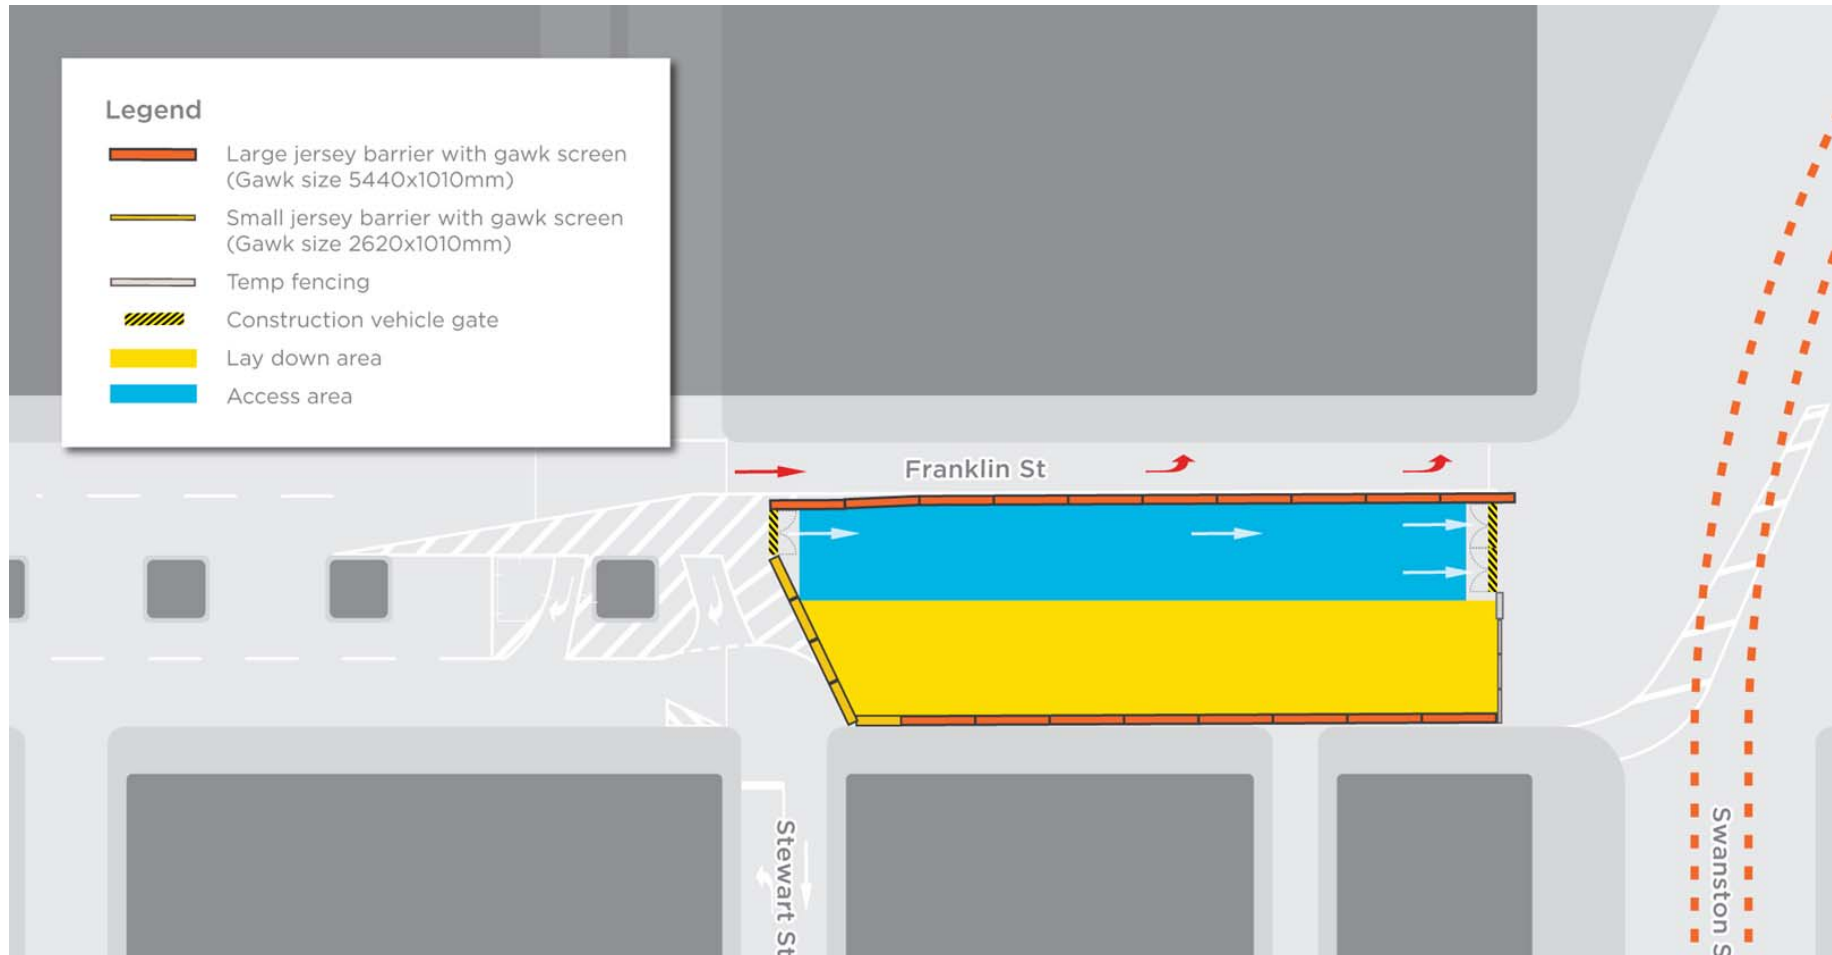 Legend
Large jersey barrier with gawk screen
(Gawk size 5440x1010mm)
Small jersey barrier with gawk screen
(Gawk size 2620x1010mm)
Temp fencing
Construction vehicle gate
Lay down area
Access area
Franklin St
Stewart St
Swanston S